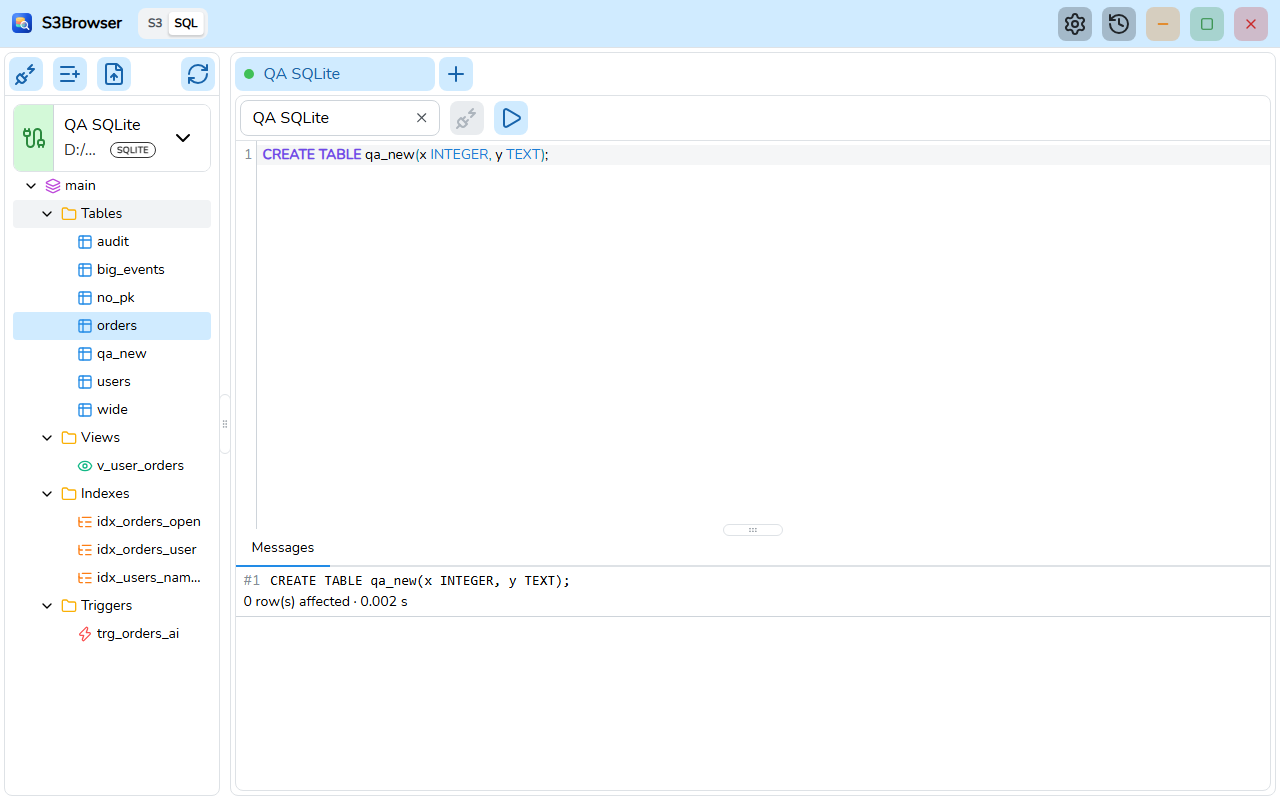 S3Browser S3 SQL
QA SQLite
D:/... SQLITE
main
Tables
audit
big_events
no_pk
orders
qa_new
users
wide
Views
v_user_orders
Indexes
idx_orders_open
idx_orders_user
idx_users_nam...
Triggers
trg_orders_ai
QA SQLite
QA SQLite
1 CREATE TABLE qa_new(x INTEGER, y TEXT);
Messages
#1 CREATE TABLE qa_new(x INTEGER, y TEXT);
0 row(s) affected · 0.002 s